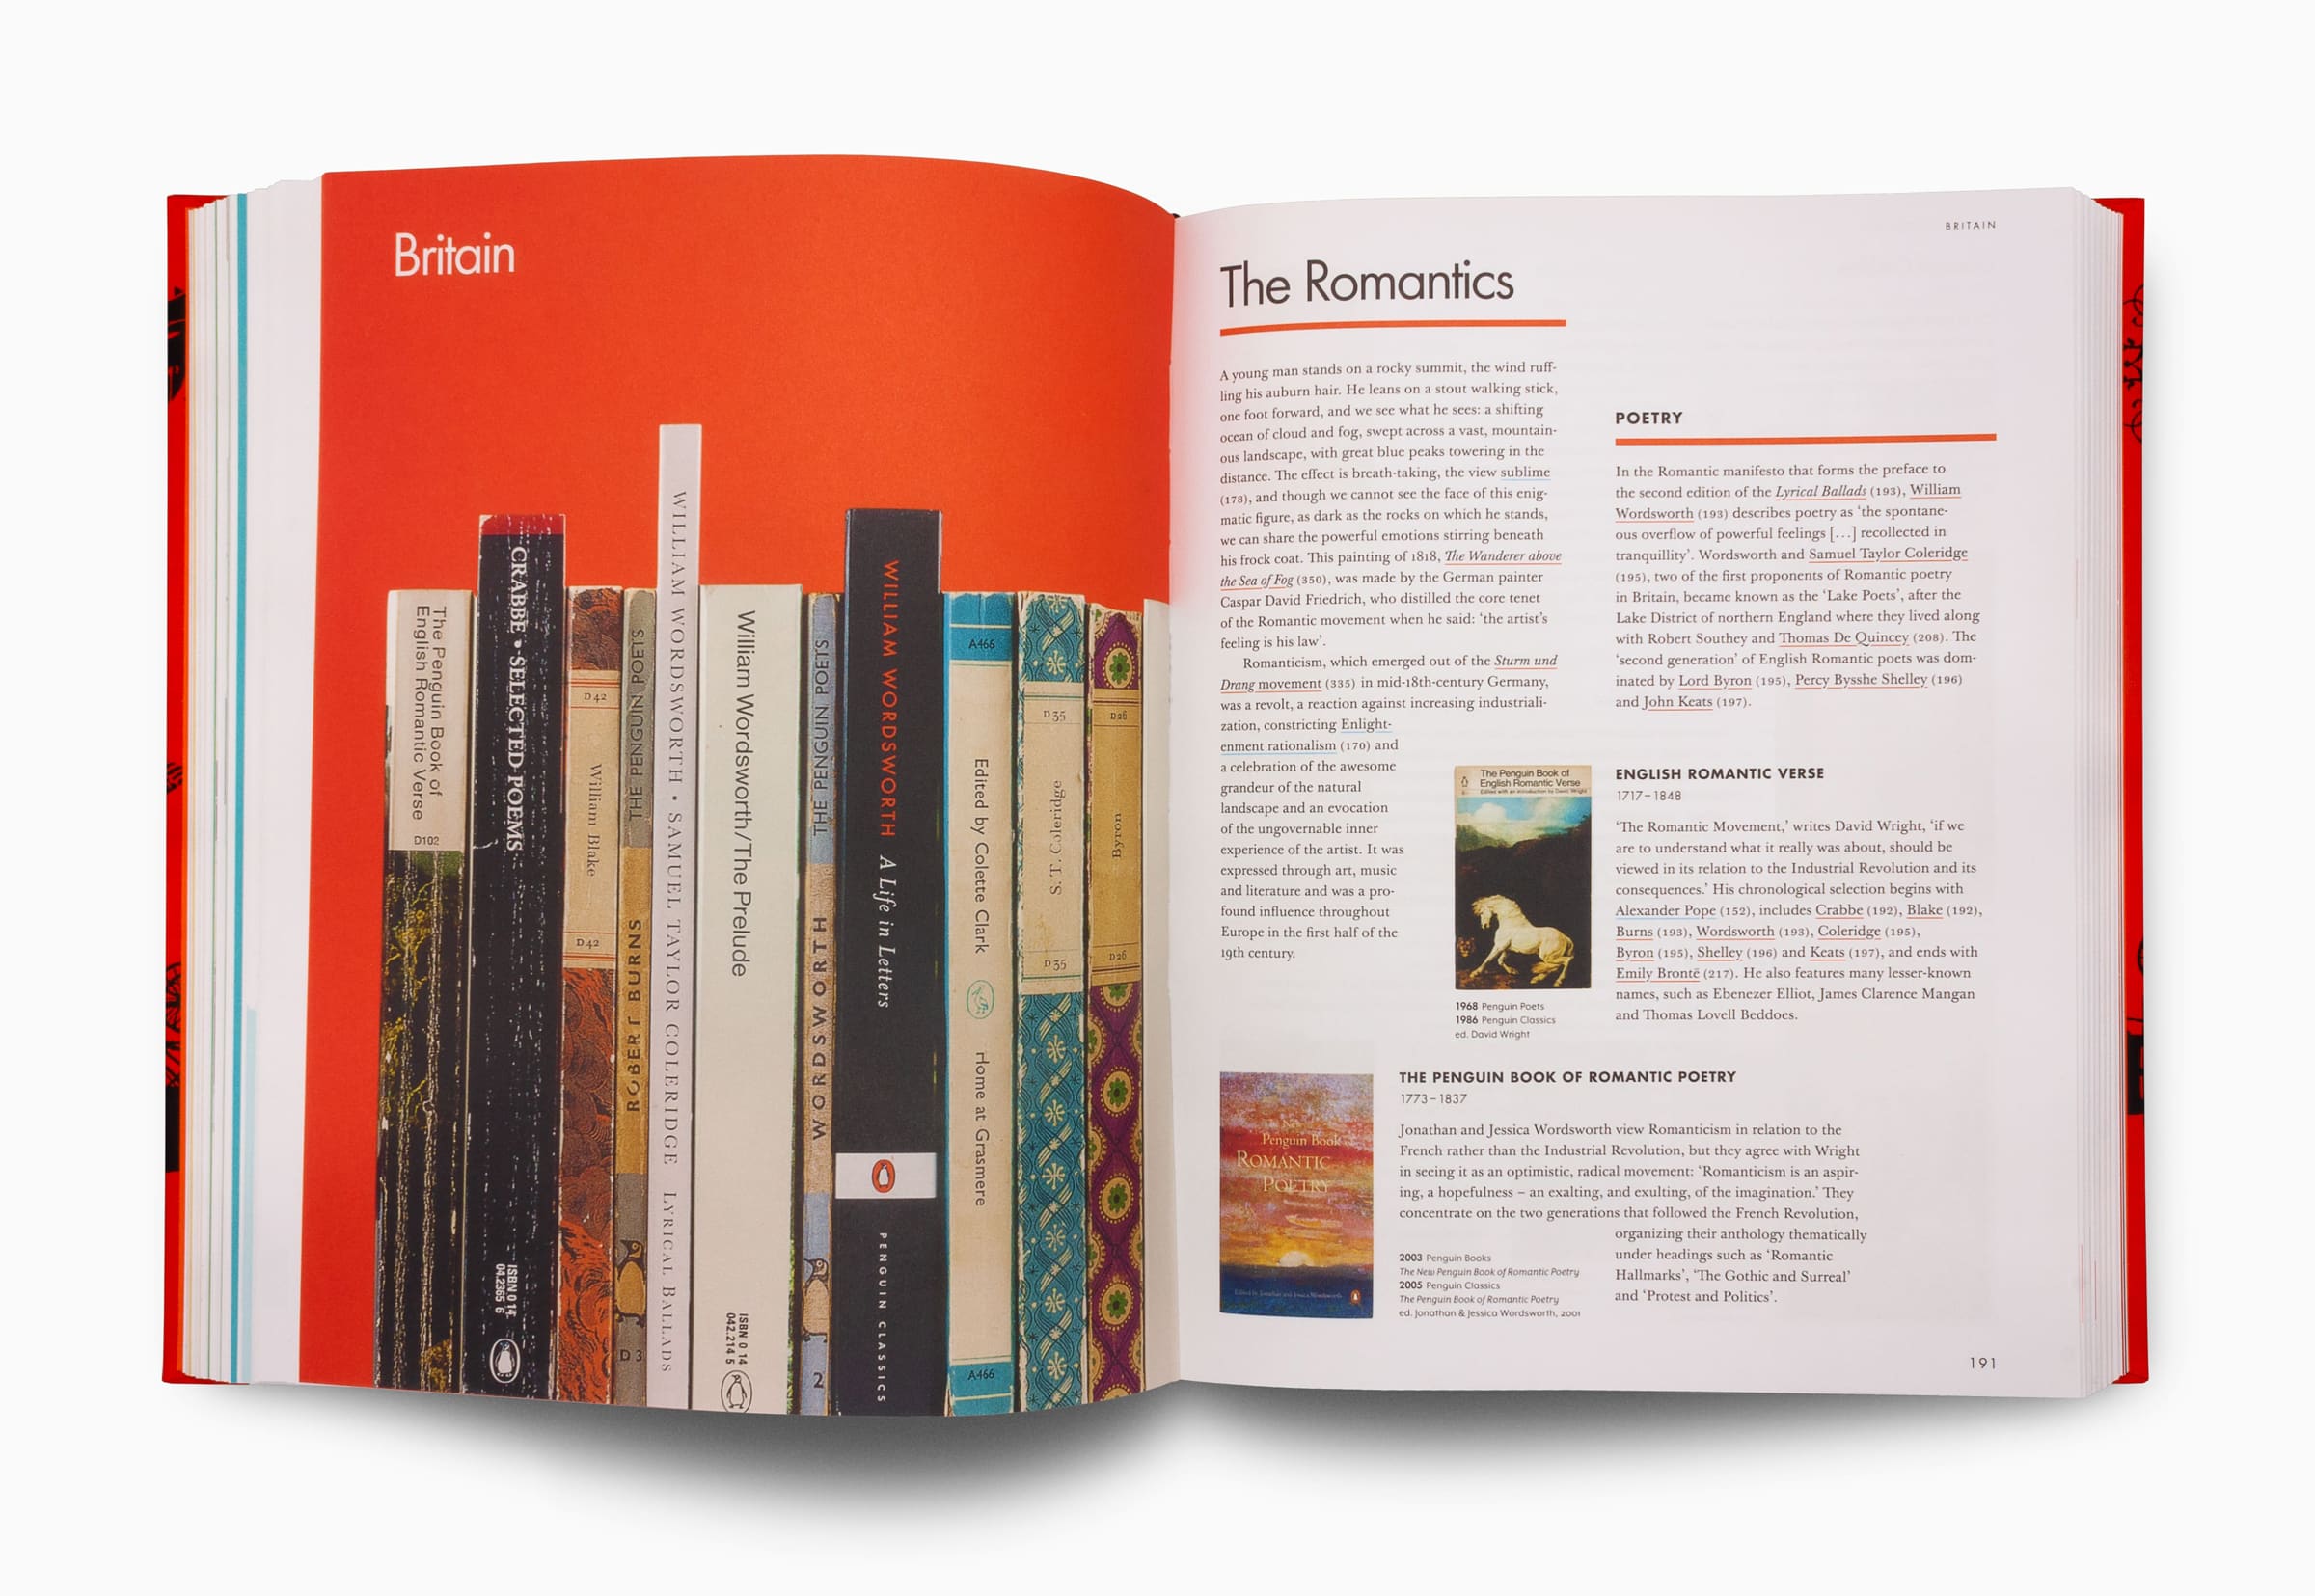 Britain
The Penguin Book of
English Romantic Verse
D102
CRABBE • SELECTED POEMS
ISBN 0 14
04.2365 6
D 42
William Blake
D 42
THE PENGUIN POETS
ROBERT BURNS
D 3
WILLIAM WORDSWORTH • SAMUEL TAYLOR COLERIDGE LYRICAL BALLADS
William Wordsworth/The Prelude
ISBN 0 14
042.214 5
THE PENGUIN POETS
WORDSWORTH
2
WILLIAM WORDSWORTH A Life in Letters
PENGUIN CLASSICS
A466
Edited by Colette Clark
Home at Grasmere
A466
D 35
S. T. Coleridge
D 35
D 26
Byron
D 26
BRITAIN
The Romantics
A young man stands on a rocky summit, the wind ruff-
ling his auburn hair. He leans on a stout walking stick,
one foot forward, and we see what he sees: a shifting
ocean of cloud and fog, swept across a vast, mountain-
ous landscape, with great blue peaks towering in the
distance. The effect is breath-taking, the view sublime
(178), and though we cannot see the face of this enig-
matic figure, as dark as the rocks on which he stands,
we can share the powerful emotions stirring beneath
his frock coat. This painting of 1818, The Wanderer above
the Sea of Fog (350), was made by the German painter
Caspar David Friedrich, who distilled the core tenet
of the Romantic movement when he said: ‘the artist’s
feeling is his law’.
Romanticism, which emerged out of the Sturm und
Drang movement (335) in mid-18th-century Germany,
was a revolt, a reaction against increasing industriali-
zation, constricting Enlight-
enment rationalism (170) and
a celebration of the awesome
grandeur of the natural
landscape and an evocation
of the ungovernable inner
experience of the artist. It was
expressed through art, music
and literature and was a pro-
found influence throughout
Europe in the first half of the
19th century.
POETRY
In the Romantic manifesto that forms the preface to
the second edition of the Lyrical Ballads (193), William
Wordsworth (193) describes poetry as ‘the spontane-
ous overflow of powerful feelings [...] recollected in
tranquillity’. Wordsworth and Samuel Taylor Coleridge
(195), two of the first proponents of Romantic poetry
in Britain, became known as the ‘Lake Poets’, after the
Lake District of northern England where they lived along
with Robert Southey and Thomas De Quincey (208). The
‘second generation’ of English Romantic poets was dom-
inated by Lord Byron (195), Percy Bysshe Shelley (196)
and John Keats (197).
The Penguin Book of
English Romantic Verse
Edited with an introduction by David Wright
1968 Penguin Poets
1986 Penguin Classics
ed. David Wright
ENGLISH ROMANTIC VERSE
1717–1848
‘The Romantic Movement,’ writes David Wright, ‘if we
are to understand what it really was about, should be
viewed in its relation to the Industrial Revolution and its
consequences.’ His chronological selection begins with
Alexander Pope (152), includes Crabbe (192), Blake (192),
Burns (193), Wordsworth (193), Coleridge (195),
Byron (195), Shelley (196) and Keats (197), and ends with
Emily Brontë (217). He also features many lesser-known
names, such as Ebenezer Elliot, James Clarence Mangan
and Thomas Lovell Beddoes.
Penguin Book
ROMANTIC
POETRY
Edited by Jonathan and Jessica Wordsworth
THE PENGUIN BOOK OF ROMANTIC POETRY
1773–1837
Jonathan and Jessica Wordsworth view Romanticism in relation to the
French rather than the Industrial Revolution, but they agree with Wright
in seeing it as an optimistic, radical movement: ‘Romanticism is an aspir-
ing, a hopefulness – an exalting, and exulting, of the imagination.’ They
concentrate on the two generations that followed the French Revolution,
organizing their anthology thematically
under headings such as ‘Romantic
Hallmarks’, ‘The Gothic and Surreal’
and ‘Protest and Politics’.
2003 Penguin Books
The New Penguin Book of Romantic Poetry
2005 Penguin Classics
The Penguin Book of Romantic Poetry
ed. Jonathan & Jessica Wordsworth, 2001
191